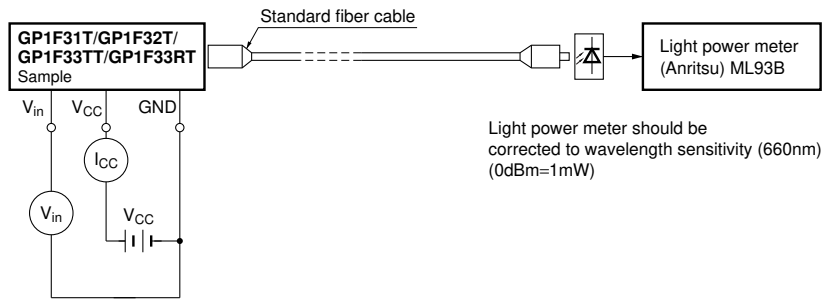 Standard fiber cable
GP1F31T/GP1F32T/
GP1F33TT/GP1F33RT
Sample
Light power meter
(Anritsu) ML93B
Vin
VCC
GND
ICC
Vin
VCC
Light power meter should be
corrected to wavelength sensitivity (660nm)
(0dBm=1mW)